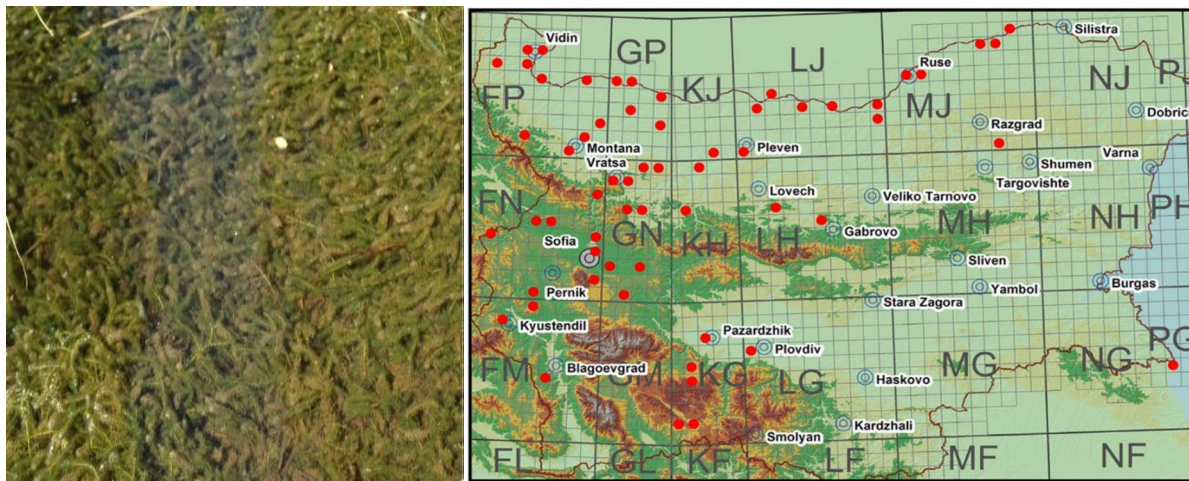 Vidin
GP
LJ
Silistra
KJ
Ruse
NJ
P
FP
MJ
Dobric
Razgrad
Montana
Pleven
Vratsa
Shumen
Varna
Targovishte
Lovech
FN
Veliko Tarnovo
PH
GN
MH
NH
Sofia
KH
LH
Gabrovo
Sliven
Pernik
Yambol
Burgas
Stara Zagora
Kyustendil
Pazardzhik
Plovdiv
PG
FM
Blagoevgrad
GM
KG
LG
MG
NG
Haskovo
Kardzhali
Smolyan
FL
GL
KF
LF
MF
NF